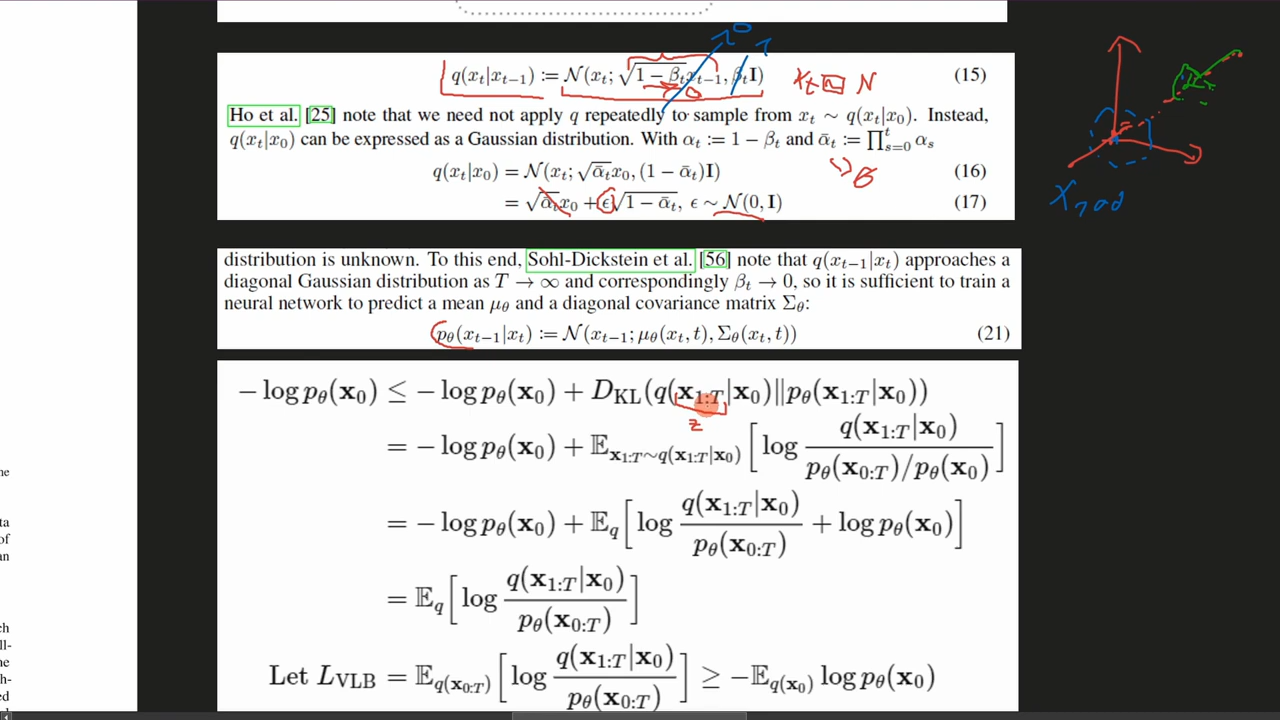 q(x_t|x_{t−1}) := N(x_t; √(1−β_t) x_{t−1}, β_t I) (15)
x_t N
Ho et al. [25] note that we need not apply q repeatedly to sample from x_t ∼ q(x_t|x_0). Instead,
q(x_t|x_0) can be expressed as a Gaussian distribution. With α_t := 1 − β_t and ᾱ_t := ∏_{s=0}^t α_s
q(x_t|x_0) = N(x_t; √ᾱ_t x_0, (1 − ᾱ_t)I) (16)
= √ᾱ_t x_0 + ϵ√(1 − ᾱ_t), ϵ ∼ N(0, I) (17)
distribution is unknown. To this end, Sohl-Dickstein et al. [56] note that q(x_{t−1}|x_t) approaches a
diagonal Gaussian distribution as T → ∞ and correspondingly β_t → 0, so it is sufficient to train a
neural network to predict a mean μ_θ and a diagonal covariance matrix Σ_θ:
p_θ(x_{t−1}|x_t) := N(x_{t−1}; μ_θ(x_t, t), Σ_θ(x_t, t)) (21)
− log p_θ(x_0) ≤ − log p_θ(x_0) + D_KL(q(x_{1:T}|x_0)∥p_θ(x_{1:T}|x_0))
z
= − log p_θ(x_0) + 𝔼_{x_{1:T}∼q(x_{1:T}|x_0)} [log q(x_{1:T}|x_0) / (p_θ(x_{0:T})/p_θ(x_0))]
= − log p_θ(x_0) + 𝔼_q [log q(x_{1:T}|x_0) / p_θ(x_{0:T}) + log p_θ(x_0)]
= 𝔼_q [log q(x_{1:T}|x_0) / p_θ(x_{0:T})]
Let L_VLB = 𝔼_{q(x_{0:T})} [log q(x_{1:T}|x_0) / p_θ(x_{0:T})] ≥ −𝔼_{q(x_0)} log p_θ(x_0)